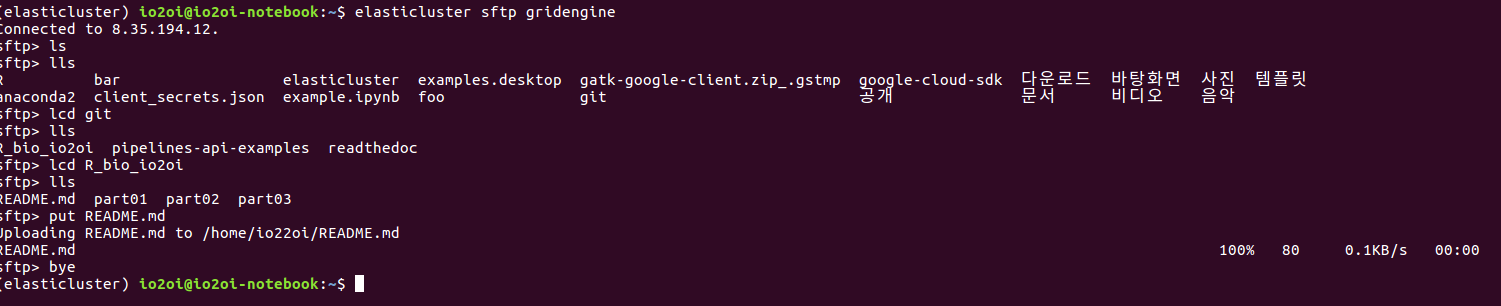 (elasticluster) io2oi@io2oi-notebook:~$ elasticluster sftp gridengine
Connected to 8.35.194.12.
sftp> ls
sftp> lls
R          bar                  elasticluster  examples.desktop  gatk-google-client.zip_.gstmp  google-cloud-sdk  다운로드  바탕화면  사진  템플릿
anaconda2  client_secrets.json  example.ipynb  foo               git                            공개              문서      비디오    음악
sftp> lcd git
sftp> lls
R_bio_io2oi  pipelines-api-examples  readthedoc
sftp> lcd R_bio_io2oi
sftp> lls
README.md  part01  part02  part03
sftp> put README.md
Uploading README.md to /home/io22oi/README.md
README.md                                     100%   80     0.1KB/s   00:00
sftp> bye
(elasticluster) io2oi@io2oi-notebook:~$